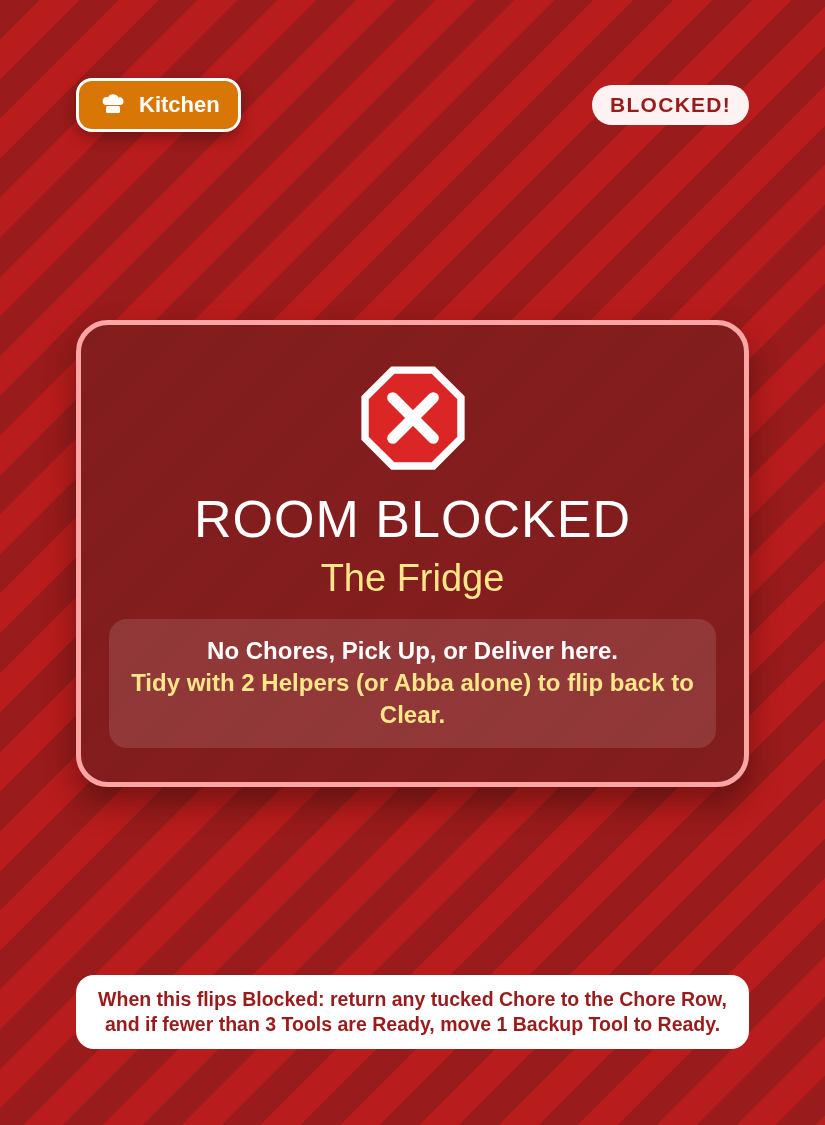 Kitchen
BLOCKED!
ROOM BLOCKED
The Fridge
No Chores, Pick Up, or Deliver here.
Tidy with 2 Helpers (or Abba alone) to flip back to
Clear.
When this flips Blocked: return any tucked Chore to the Chore Row,
and if fewer than 3 Tools are Ready, move 1 Backup Tool to Ready.